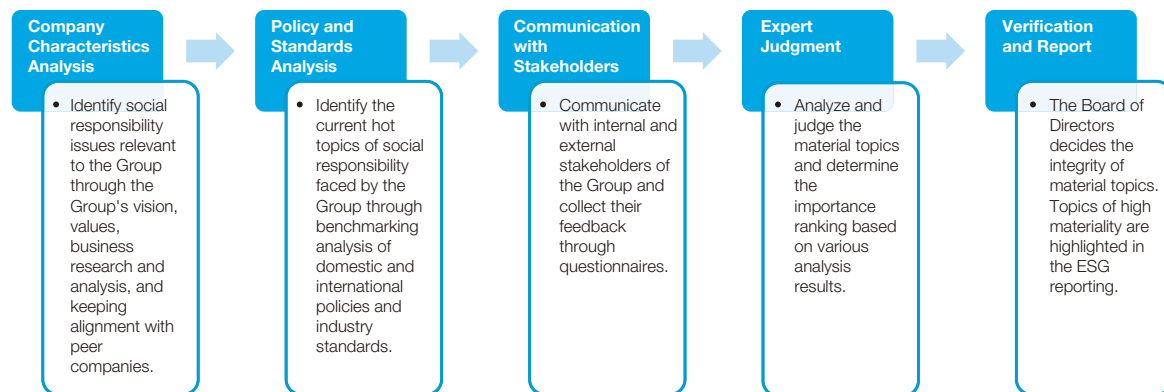 Company
Characteristics
Analysis
• Identify social
responsibility
issues relevant
to the Group
through the
Group's vision,
values,
business
research and
analysis, and
keeping
alignment with
peer
companies.
Policy and
Standards
Analysis
• Identify the
current hot
topics of social
responsibility
faced by the
Group through
benchmarking
analysis of
domestic and
international
policies and
industry
standards.
Communication
with
Stakeholders
• Communicate
with internal and
external
stakeholders of
the Group and
collect their
feedback
through
questionnaires.
Expert
Judgment
• Analyze and
judge the
material topics
and determine
the
importance
ranking based
on various
analysis
results.
Verification
and Report
• The Board of
Directors
decides the
integrity of
material topics.
Topics of high
materiality are
highlighted in
the ESG
reporting.